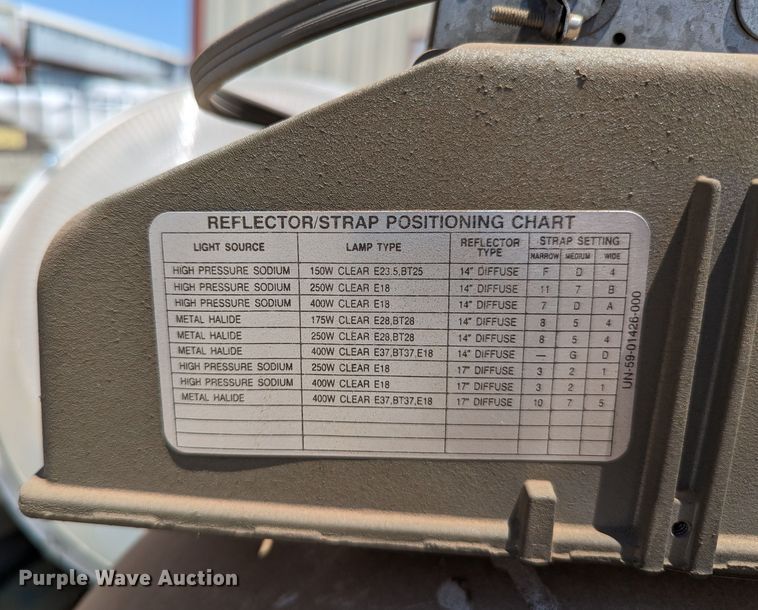 REFLECTOR/STRAP POSITIONING CHART
LIGHT SOURCE LAMP TYPE REFLECTOR TYPE STRAP SETTING
NARROW MEDIUM WIDE
HIGH PRESSURE SODIUM 150W CLEAR E23.5,BT25 14" DIFFUSE F D 4
HIGH PRESSURE SODIUM 250W CLEAR E18 14" DIFFUSE 11 7 B
HIGH PRESSURE SODIUM 400W CLEAR E18 14" DIFFUSE 7 D A
METAL HALIDE 175W CLEAR E28,BT28 14" DIFFUSE 8 5 4
METAL HALIDE 250W CLEAR E28,BT28 14" DIFFUSE 8 5 4
METAL HALIDE 400W CLEAR E37,BT37,E18 14" DIFFUSE — G D
HIGH PRESSURE SODIUM 250W CLEAR E18 17" DIFFUSE 3 2 1
HIGH PRESSURE SODIUM 400W CLEAR E18 17" DIFFUSE 3 2 1
METAL HALIDE 400W CLEAR E37,BT37,E18 17" DIFFUSE 10 7 5
UN-59-01426-000
Purple Wave Auction